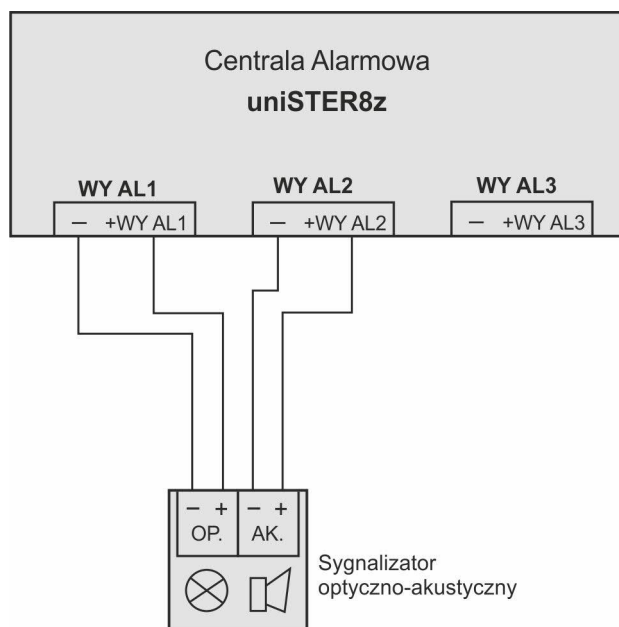 Centrala Alarmowa
uniSTER8z
WY AL1 WY AL2 WY AL3
– +WY AL1 – +WY AL2 – +WY AL3
– + – +
OP. AK.
Sygnalizator
optyczno-akustyczny